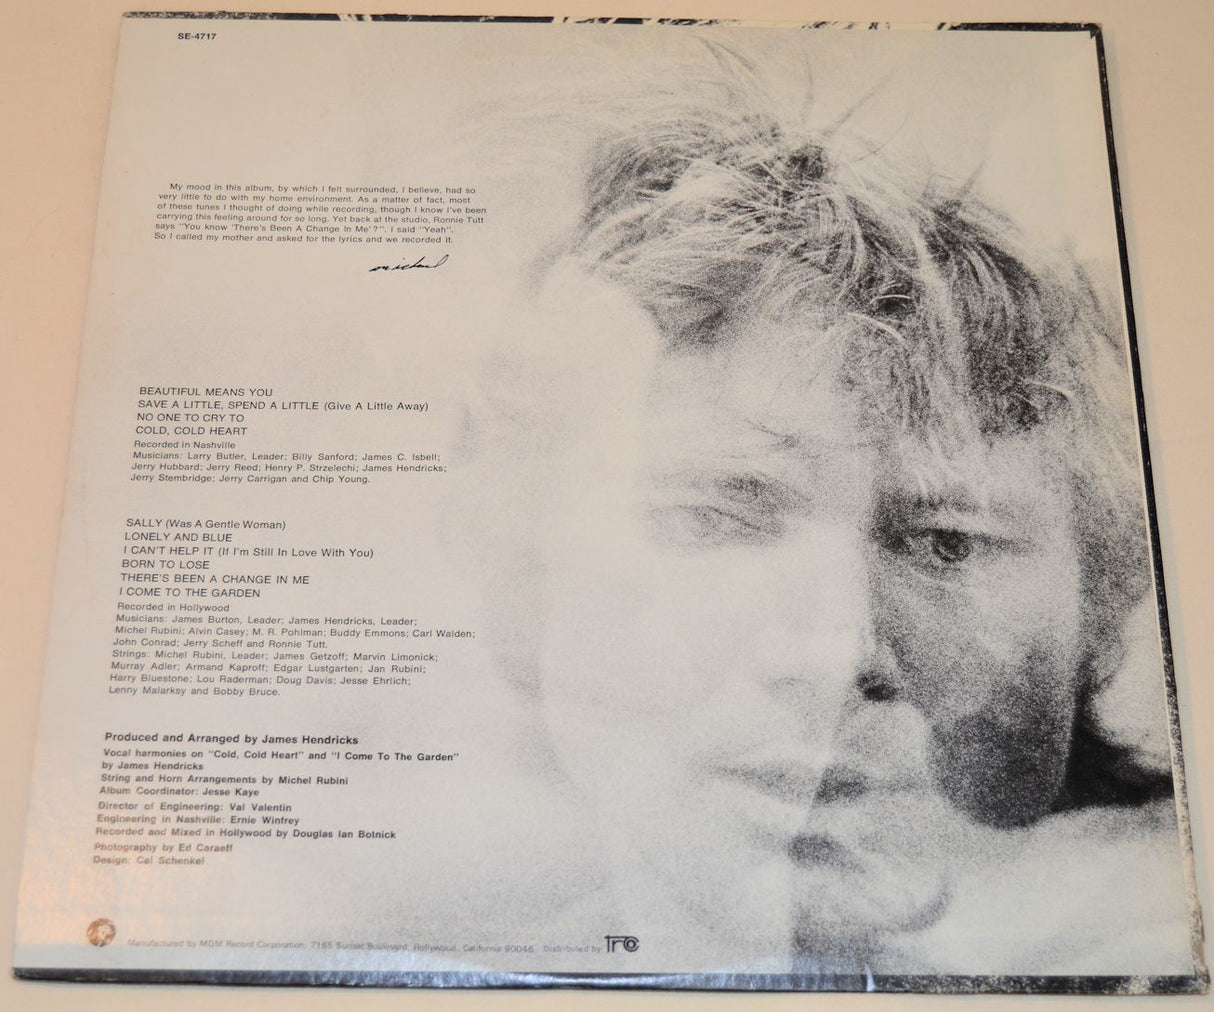 SE-4717
My mood in this album, by which I felt surrounded, I believe, had so
very little to do with my home environment. As a matter of fact, most
of these tunes I thought of doing while recording, though I know I've been
carrying this feeling around for so long. Yet back at the studio, Ronnie Tutt
says "You know 'There's Been A Change In Me'?". I said "Yeah".
So I called my mother and asked for the lyrics and we recorded it.
michael
BEAUTIFUL MEANS YOU
SAVE A LITTLE, SPEND A LITTLE (Give A Little Away)
NO ONE TO CRY TO
COLD, COLD HEART
Recorded in Nashville
Musicians: Larry Butler, Leader; Billy Sanford; James C. Isbell;
Jerry Hubbard; Jerry Reed; Henry P. Strzelechi; James Hendricks;
Jerry Stembridge; Jerry Carrigan and Chip Young.
SALLY (Was A Gentle Woman)
LONELY AND BLUE
I CAN'T HELP IT (If I'm Still In Love With You)
BORN TO LOSE
THERE'S BEEN A CHANGE IN ME
I COME TO THE GARDEN
Recorded in Hollywood
Musicians: James Burton, Leader; James Hendricks, Leader;
Michel Rubini; Alvin Casey; M. R. Pohlman; Buddy Emmons; Carl Walden;
John Conrad; Jerry Scheff and Ronnie Tutt.
Strings: Michel Rubini, Leader; James Getzoff; Marvin Limonick;
Murray Adler; Armand Kaproff; Edgar Lustgarten; Jan Rubini;
Harry Bluestone; Lou Raderman; Doug Davis; Jesse Ehrlich;
Lenny Malarksy and Bobby Bruce.
Produced and Arranged by James Hendricks
Vocal harmonies on "Cold, Cold Heart" and "I Come To The Garden"
by James Hendricks
String and Horn Arrangements by Michel Rubini
Album Coordinator: Jesse Kaye
Director of Engineering: Val Valentin
Engineering in Nashville: Ernie Winfrey
Recorded and Mixed in Hollywood by Douglas Ian Botnick
Photography by Ed Caraeff
Design: Cal Schenkel
Manufactured by MGM Record Corporation, 7165 Sunset Boulevard, Hollywood, California 90046. Distributed by TRC